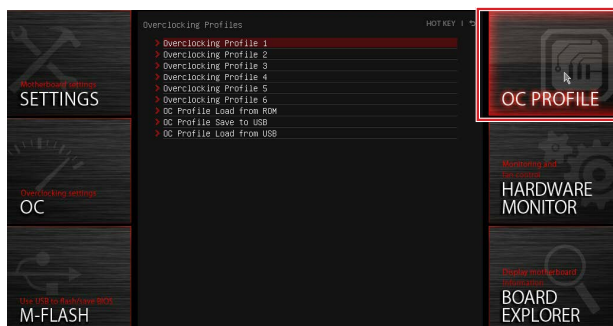 Overclocking Profiles
HOT KEY |
Overclocking Profile 1
Overclocking Profile 2
Overclocking Profile 3
Overclocking Profile 4
Overclocking Profile 5
Overclocking Profile 6
OC Profile Load from ROM
OC Profile Save to USB
OC Profile Load from USB
Motherboard settings
SETTINGS
Overclocking settings
OC
Use USB to flash/save BIOS
M-FLASH
OC PROFILE
Monitoring and
HARDWARE
MONITOR
Display motherboard
information
BOARD
EXPLORER